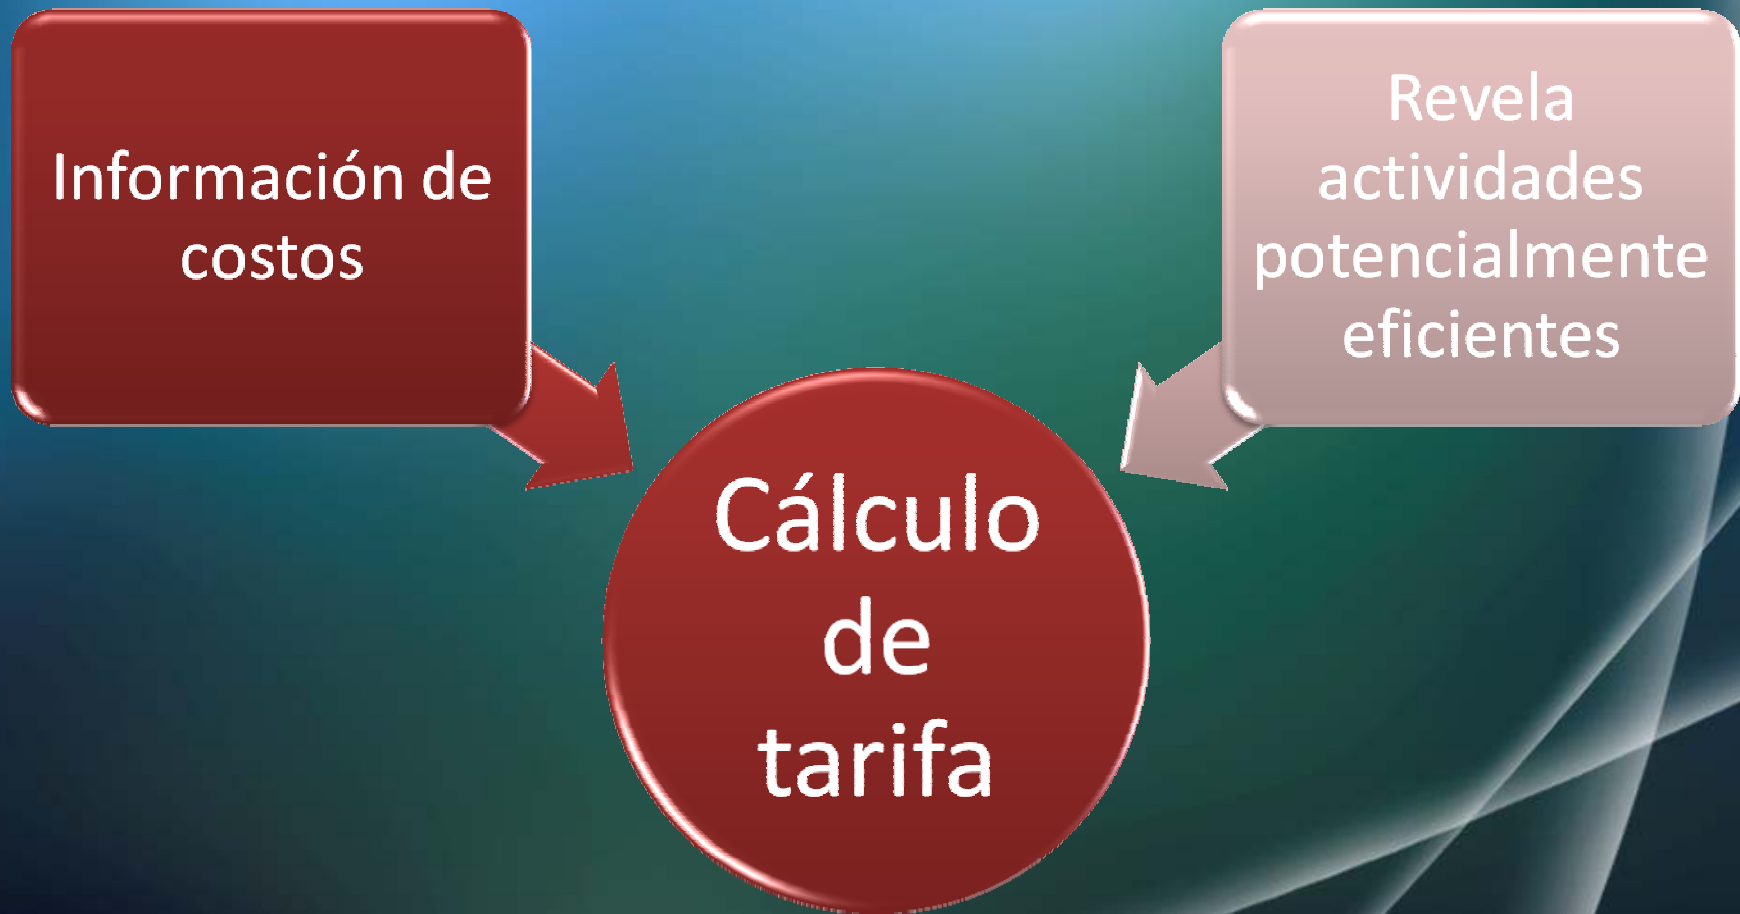 Información de
costos
Revela
actividades
potencialmente
eficientes
Cálculo
de
tarifa